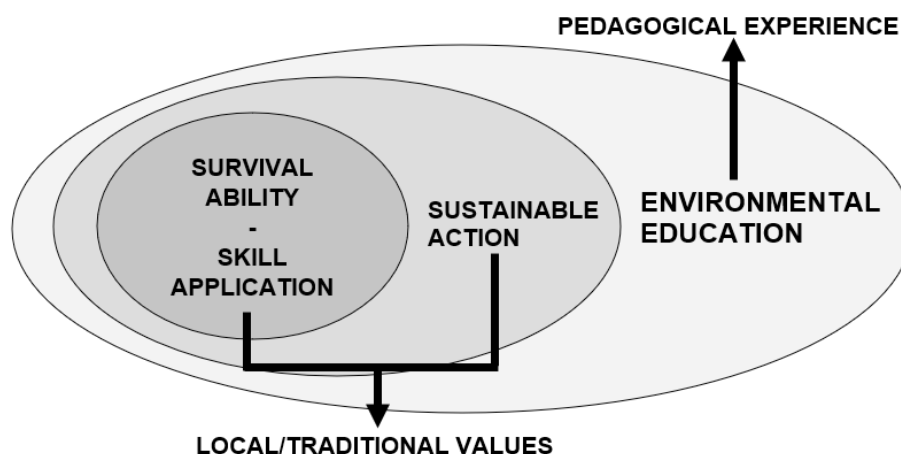 PEDAGOGICAL EXPERIENCE
SURVIVAL
ABILITY
-
SKILL
APPLICATION
SUSTAINABLE
ACTION
ENVIRONMENTAL
EDUCATION
LOCAL/TRADITIONAL VALUES